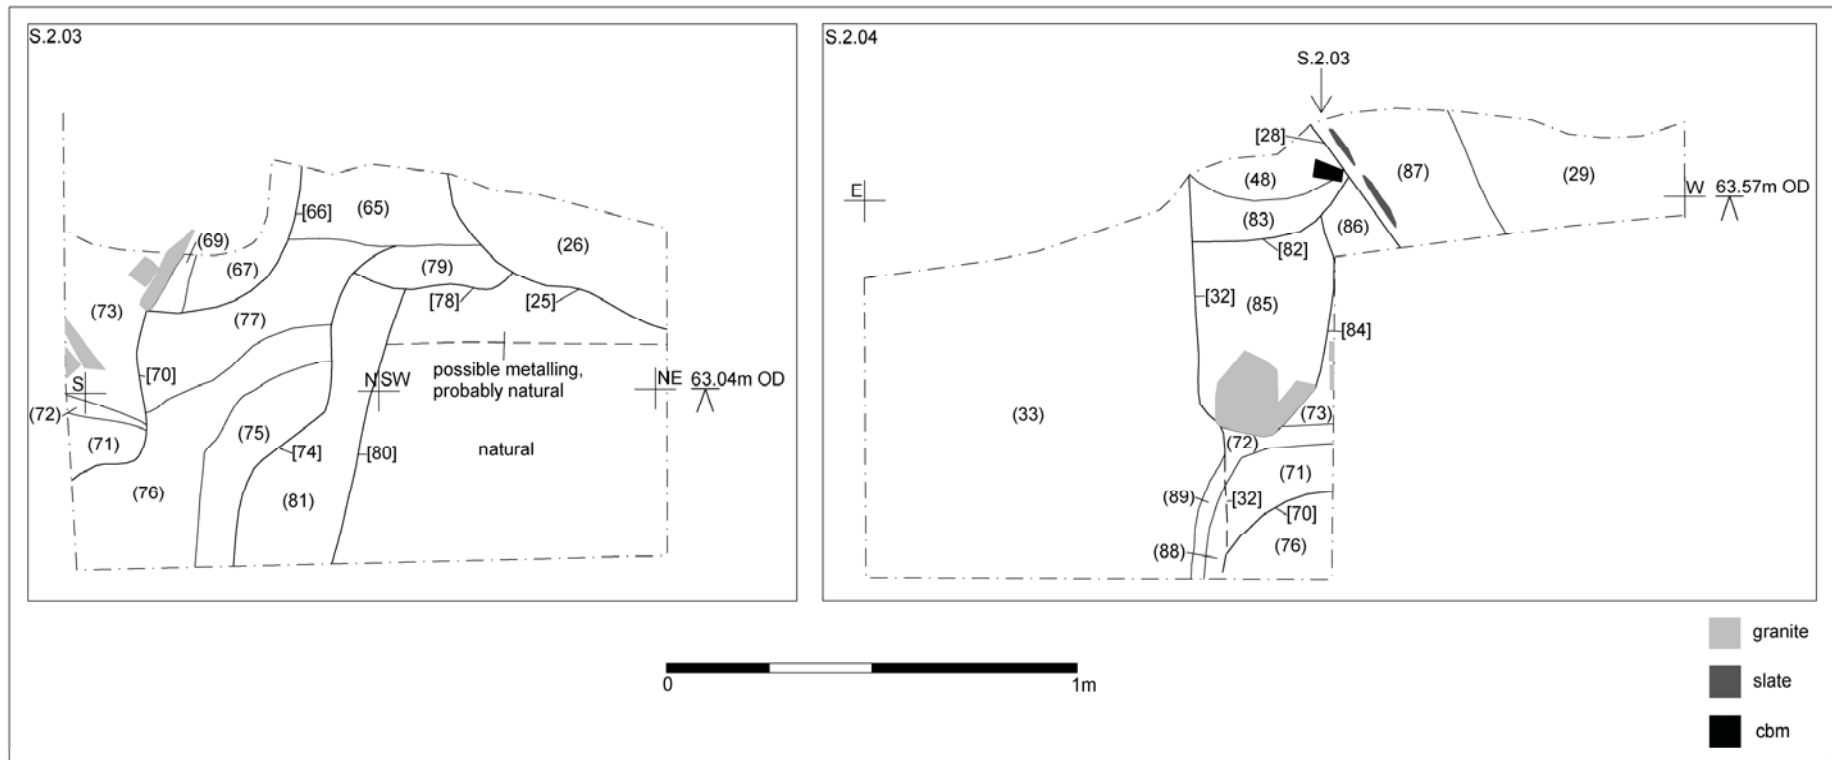 S.2.03
[66]
(65)
(69)
(67)
(26)
(79)
[78]
[25]
(73)
(77)
[70]
possible metalling,
probably natural
S
N
SW
NE
63.04m OD
(72)
(71)
(75)
[74]
[80]
natural
(76)
(81)
S.2.04
S.2.03
[28]
(48)
(87)
(29)
E
W
63.57m OD
(83)
(86)
[82]
[32]
(85)
[84]
(33)
(73)
(72)
(71)
(89)
[32]
[70]
(88)
(76)
granite
slate
cbm
0
1m